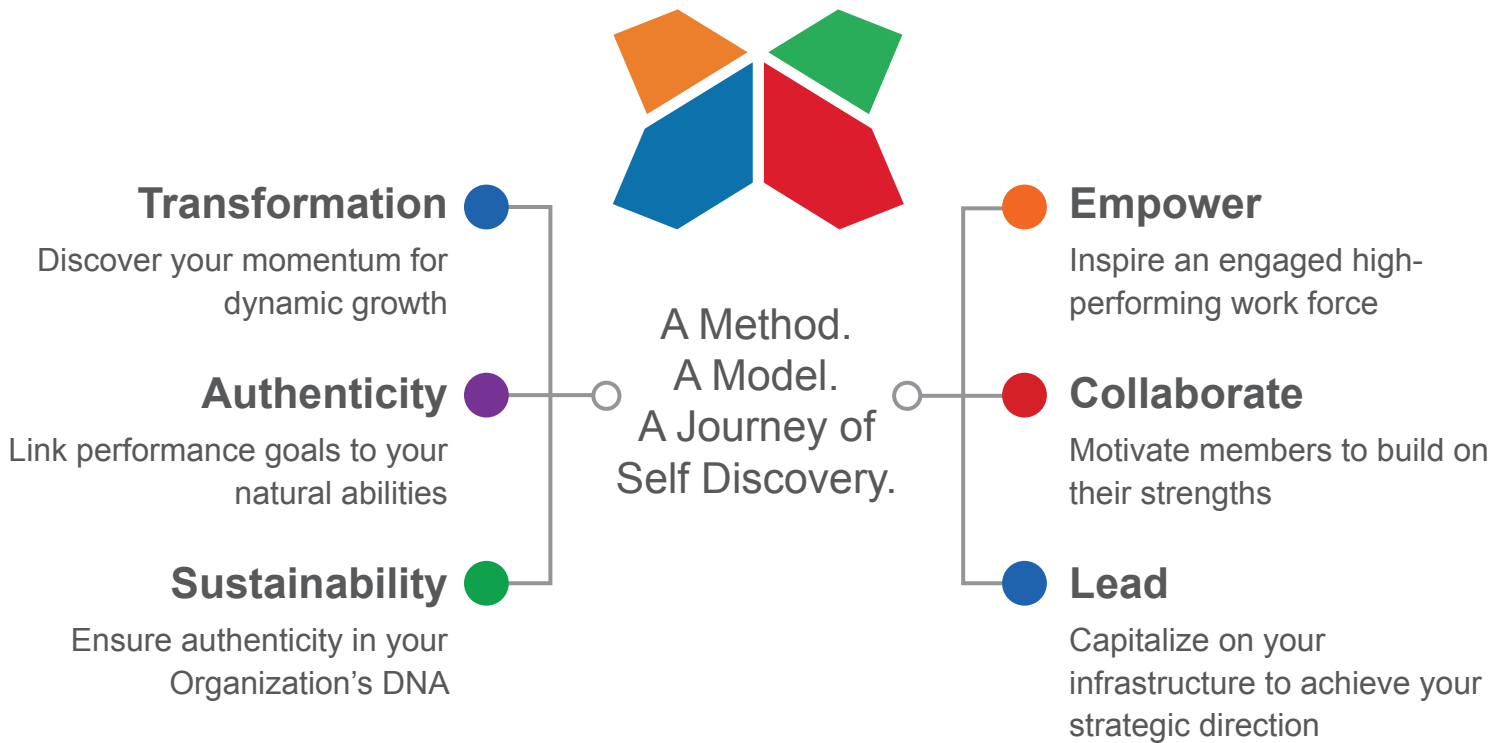 Transformation
Discover your momentum for
dynamic growth
Authenticity
Link performance goals to your
natural abilities
Sustainability
Ensure authenticity in your
Organization’s DNA
A Method.
A Model.
A Journey of
Self Discovery.
Empower
Inspire an engaged high-
performing work force
Collaborate
Motivate members to build on
their strengths
Lead
Capitalize on your
infrastructure to achieve your
strategic direction